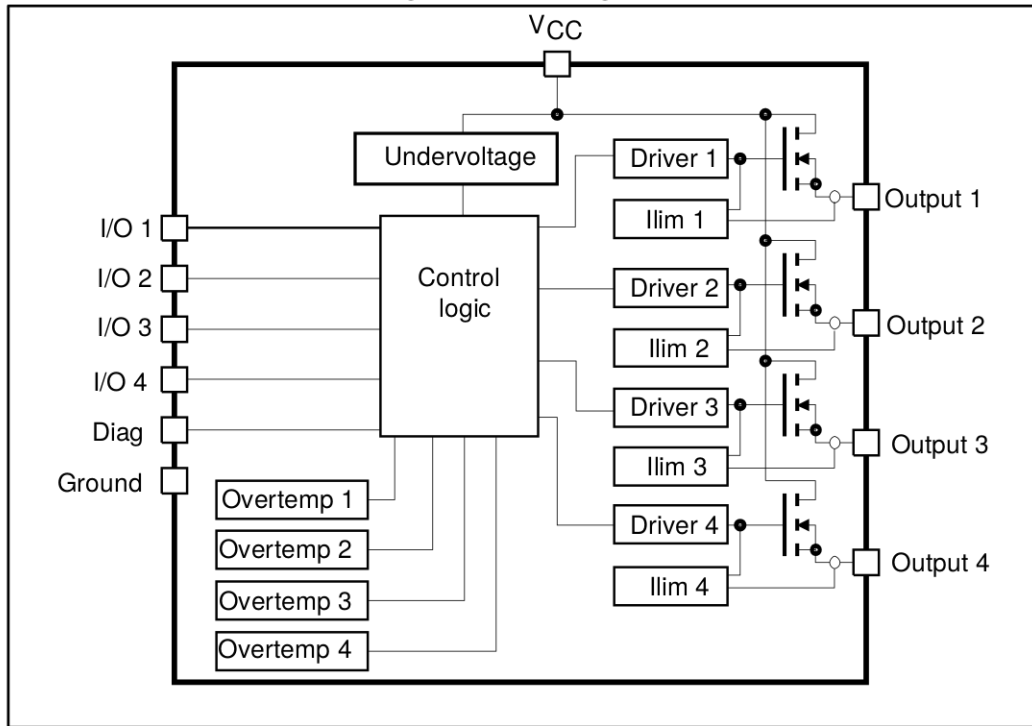 VCC
Undervoltage
Driver 1
Ilim 1
Output 1
I/O 1
I/O 2
I/O 3
I/O 4
Diag
Ground
Control
logic
Driver 2
Ilim 2
Output 2
Driver 3
Ilim 3
Output 3
Driver 4
Ilim 4
Output 4
Overtemp 1
Overtemp 2
Overtemp 3
Overtemp 4